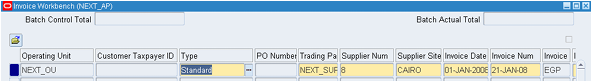 Invoice Workbench (NEXT_AP)
Batch Control Total Batch Actual Total
Operating Unit Customer Taxpayer ID Type PO Number Trading Pa Supplier Num Supplier Site Invoice Date Invoice Num Invoice
NEXT_OU Standard NEXT_SUF 8 CAIRO 01-JAN-2008 21-JAN-08 EGP